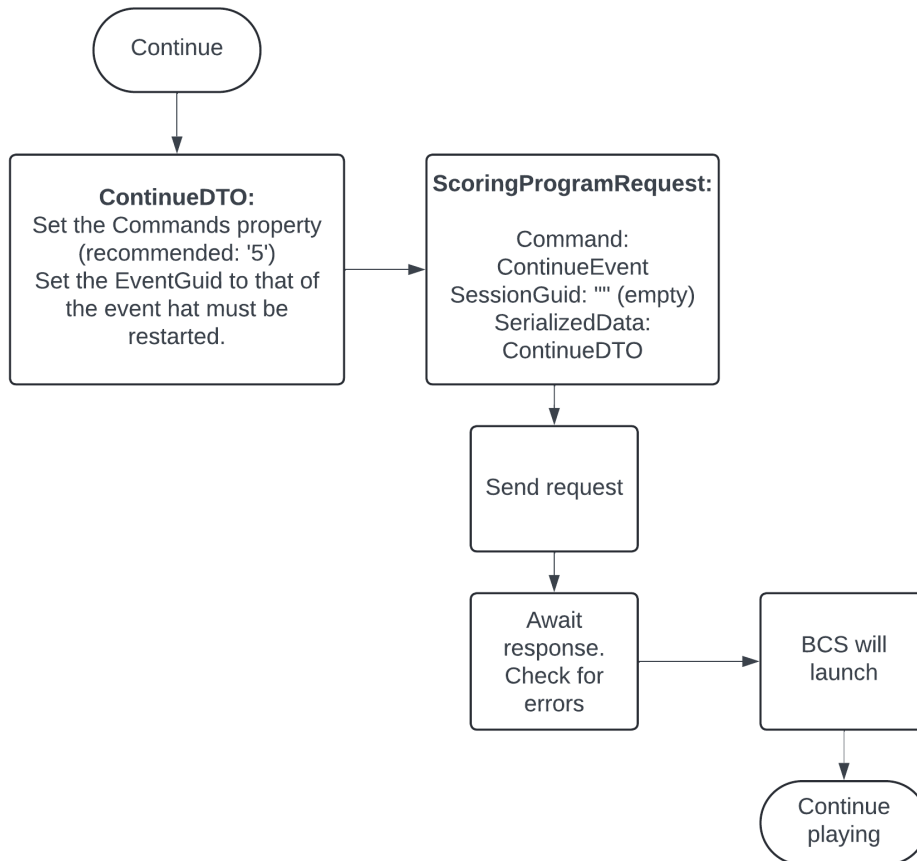 Continue
ContinueDTO:
Set the Commands property
(recommended: '5')
Set the EventGuid to that of
the event hat must be
restarted.
ScoringProgramRequest:
Command:
ContinueEvent
SessionGuid: "" (empty)
SerializedData:
ContinueDTO
Send request
Await
response.
Check for
errors
BCS will
launch
Continue
playing